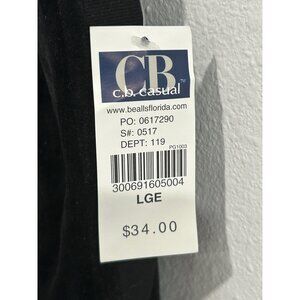 CB
c.b. casual
www.beallsflorida.com
PO: 0617290
S#: 0517
DEPT: 119
PG1003
300691605004
LGE
$34.00